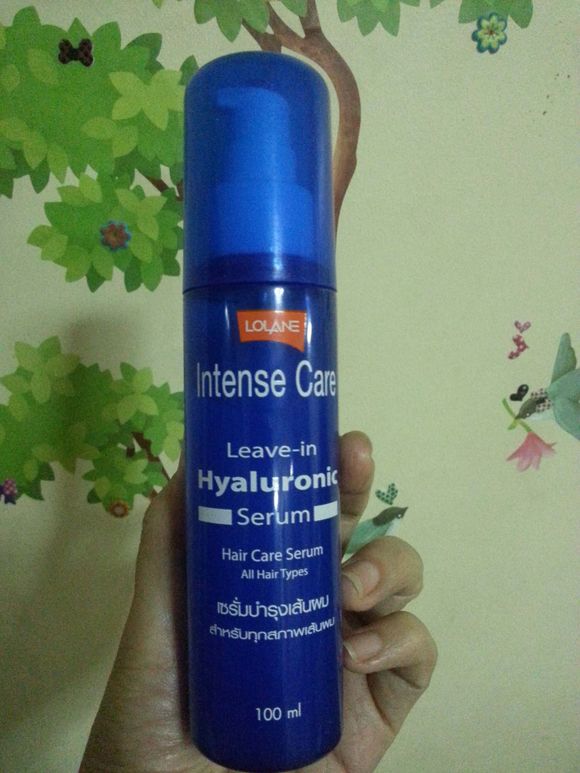 LOLANE
Intense Care
Leave-in
Hyaluronic
Serum
Hair Care Serum
All Hair Types
เซรั่มบำรุงเส้นผม
สำหรับทุกสภาพเส้นผม
100 ml